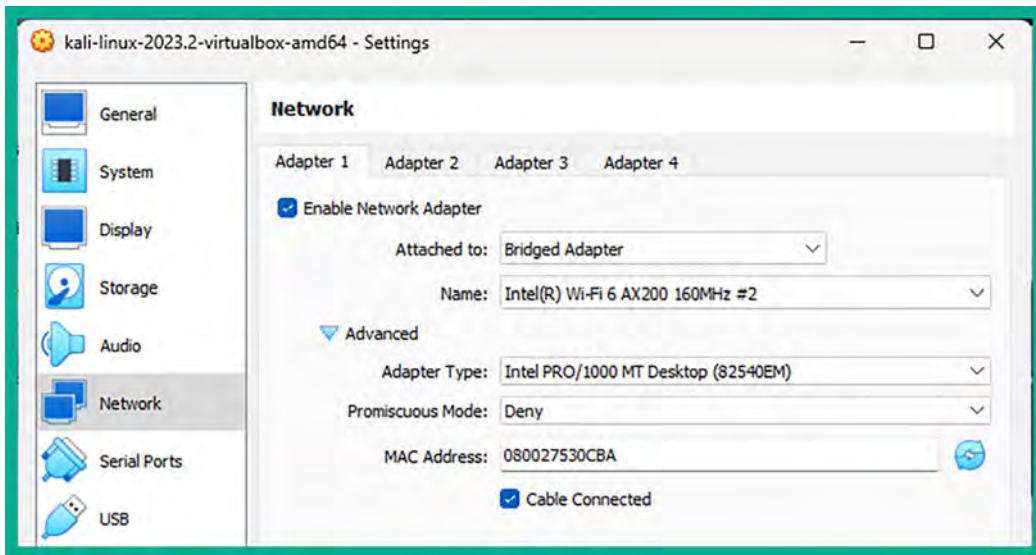 kali-linux-2023.2-virtualbox-amd64 - Settings
General
System
Display
Storage
Audio
Network
Serial Ports
USB
Network
Adapter 1 Adapter 2 Adapter 3 Adapter 4
Enable Network Adapter
Attached to: Bridged Adapter
Name: Intel(R) Wi-Fi 6 AX200 160MHz #2
Advanced
Adapter Type: Intel PRO/1000 MT Desktop (82540EM)
Promiscuous Mode: Deny
MAC Address: 080027530CBA
Cable Connected